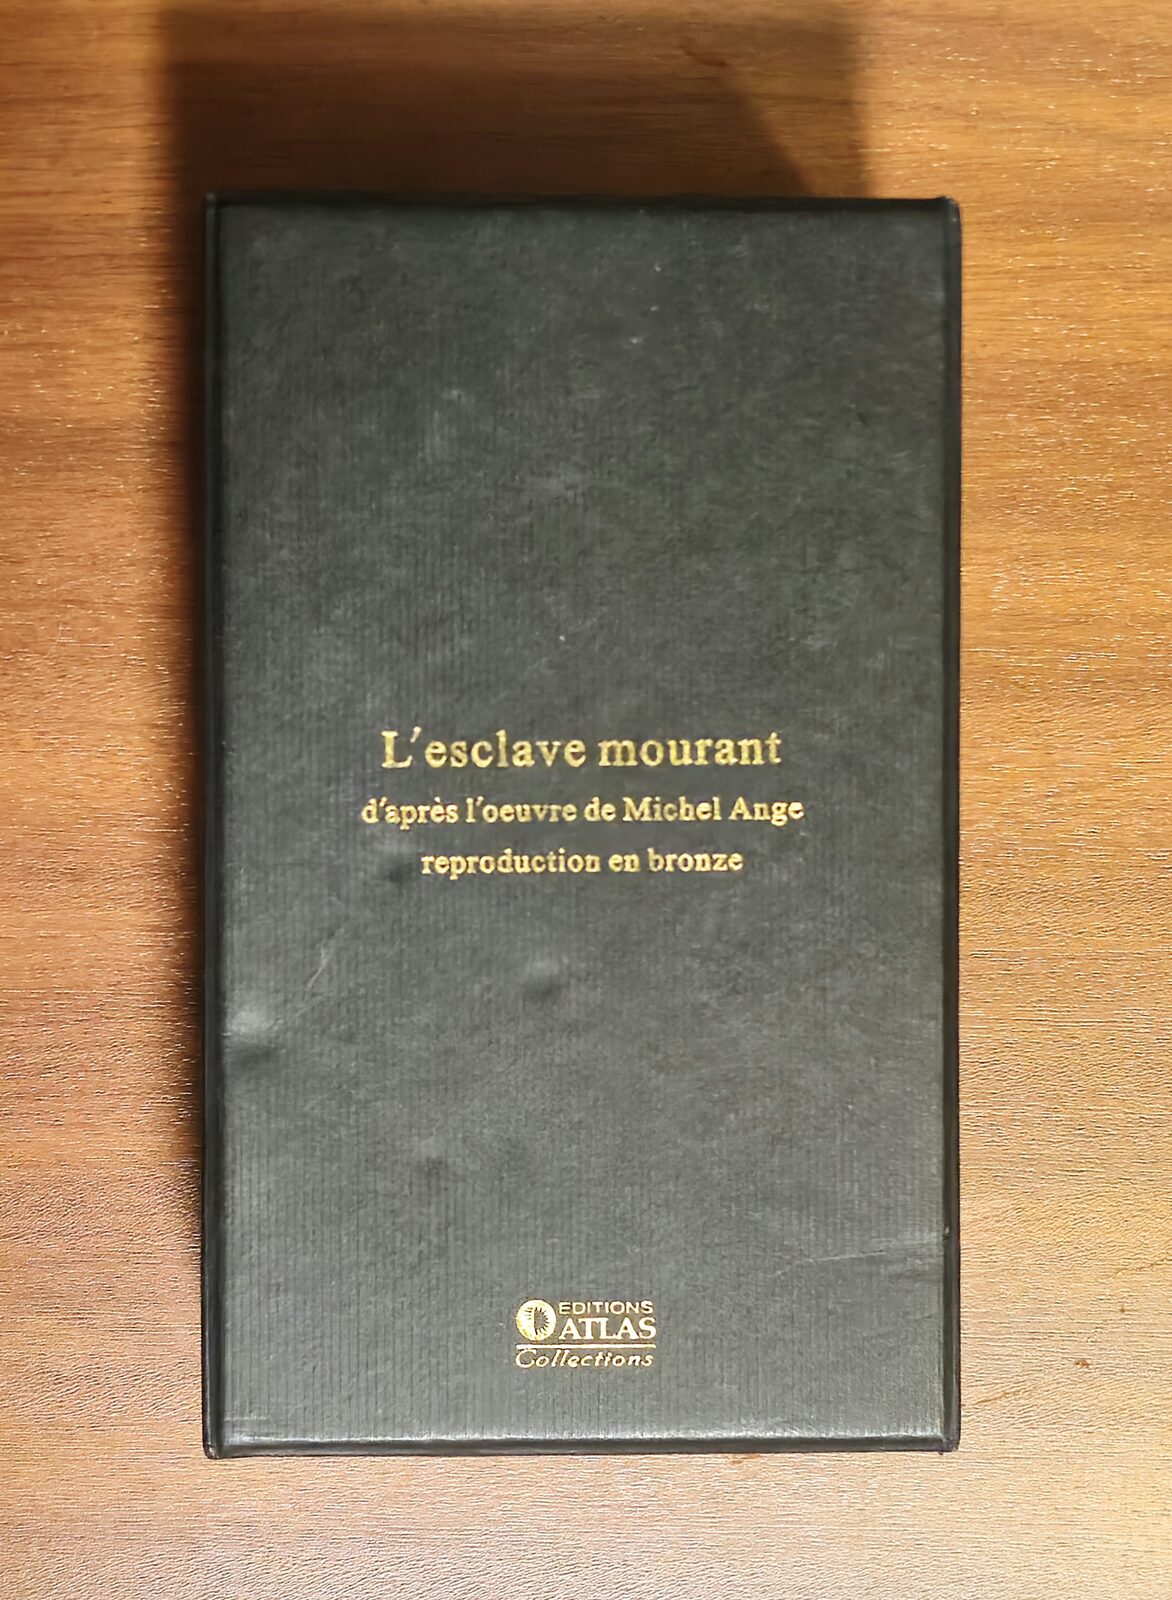 L'esclave mourant
d'après l'oeuvre de Michel Ange
reproduction en bronze
EDITIONS
ATLAS
Collections